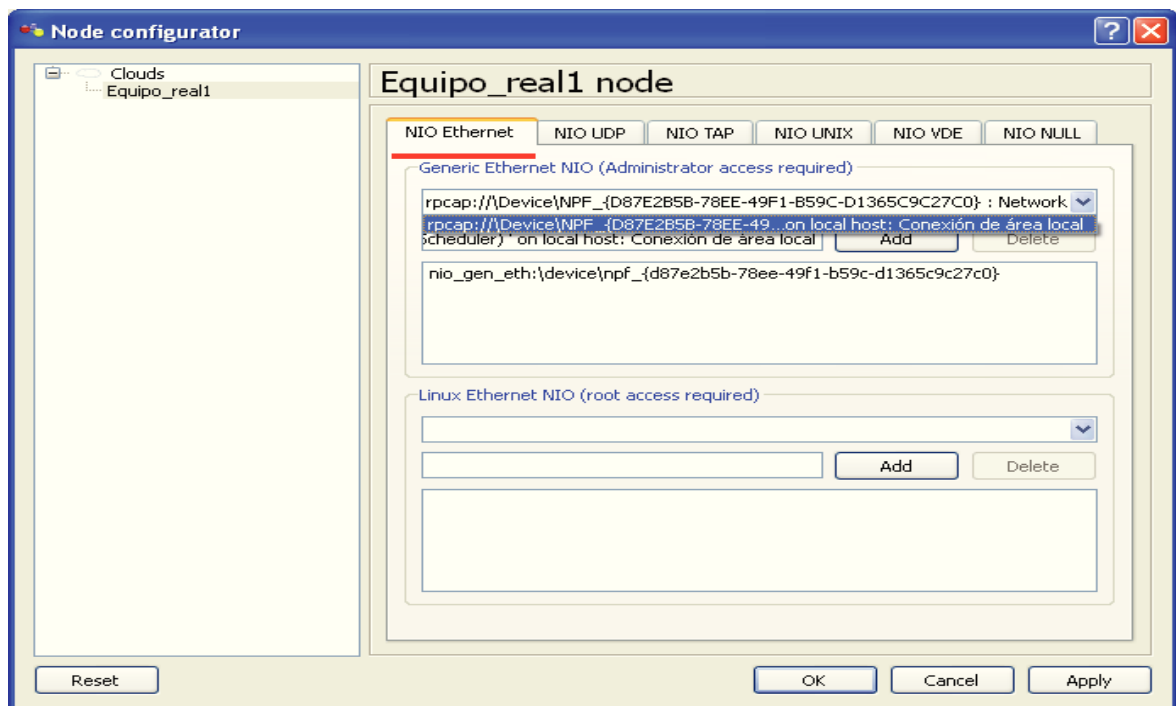 Node configurator
Clouds
Equipo_real1
Equipo_real1 node
NIO Ethernet NIO UDP NIO TAP NIO UNIX NIO VDE NIO NULL
Generic Ethernet NIO (Administrator access required)
rpcap://\Device\NPF_{D87E2B5B-78EE-49F1-B59C-D1365C9C27C0} : Network
rpcap://\Device\NPF_{D87E2B5B-78EE-49...on local host: Conexión de área local
Scheduler) ' on local host: Conexión de área local Add Delete
nio_gen_eth:\device\npf_{d87e2b5b-78ee-49f1-b59c-d1365c9c27c0}
Linux Ethernet NIO (root access required)
Add Delete
Reset OK Cancel Apply